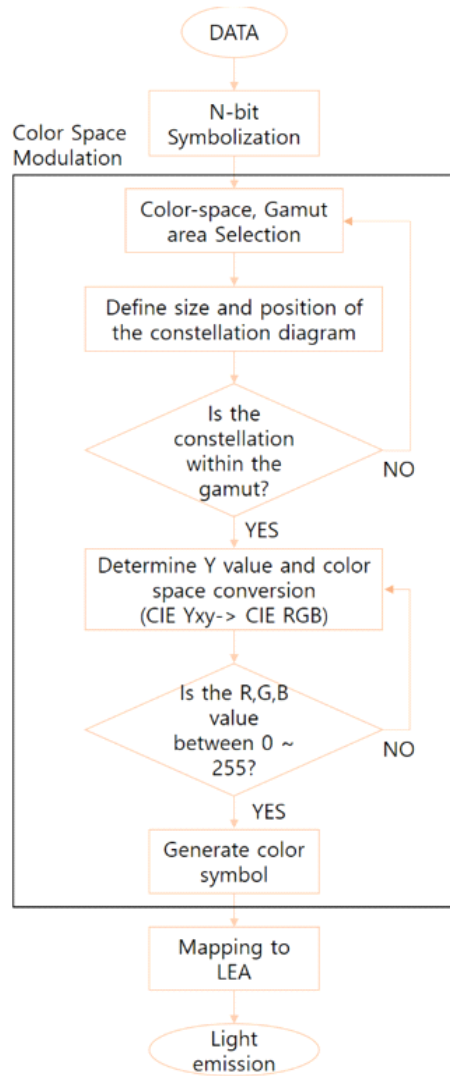 DATA
N-bit
Symbolization
Color Space
Modulation
Color-space, Gamut
area Selection
Define size and position of
the constellation diagram
Is the
constellation
within the
gamut?
NO
YES
Determine Y value and color
space conversion
(CIE Yxy-> CIE RGB)
Is the R,G,B
value
between 0 ~
255?
NO
YES
Generate color
symbol
Mapping to
LEA
Light
emission